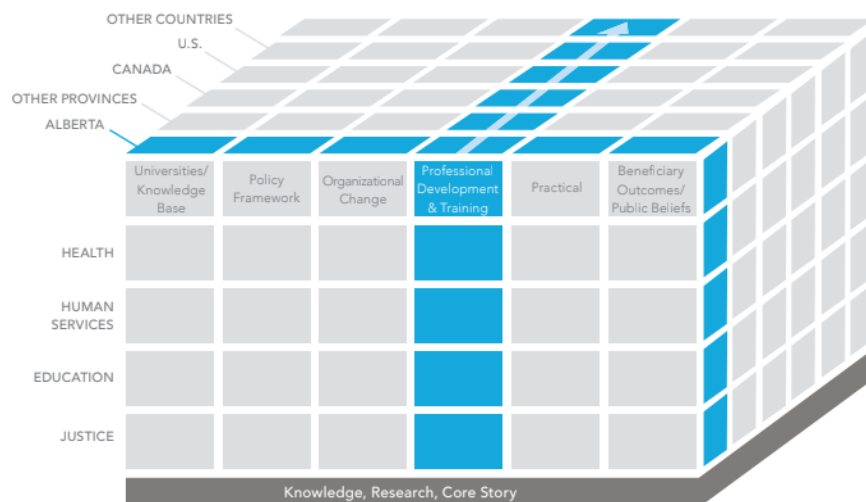 OTHER COUNTRIES
U.S.
CANADA
OTHER PROVINCES
ALBERTA
Universities/
Knowledge
Base
Policy
Framework
Organizational
Change
Professional
Development
& Training
Practical
Beneficiary
Outcomes/
Public Beliefs
HEALTH
HUMAN
SERVICES
EDUCATION
JUSTICE
Knowledge, Research, Core Story